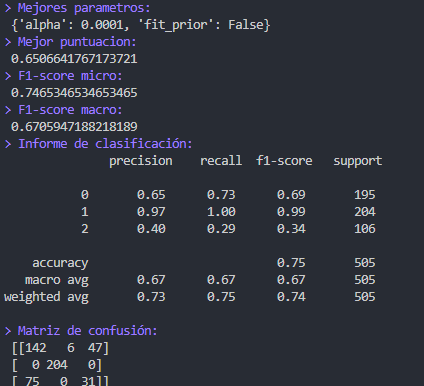 > Mejores parametros:
{'alpha': 0.0001, 'fit_prior': False}
> Mejor puntuacion:
0.6506641767173721
> F1-score micro:
0.7465346534653465
> F1-score macro:
0.6705947188218189
> Informe de clasificación:
precision recall f1-score support
0 0.65 0.73 0.69 195
1 0.97 1.00 0.99 204
2 0.40 0.29 0.34 106
accuracy 0.75 505
macro avg 0.67 0.67 0.67 505
weighted avg 0.73 0.75 0.74 505
> Matriz de confusión:
[[142 6 47]
[ 0 204 0]
[ 75 0 31]]